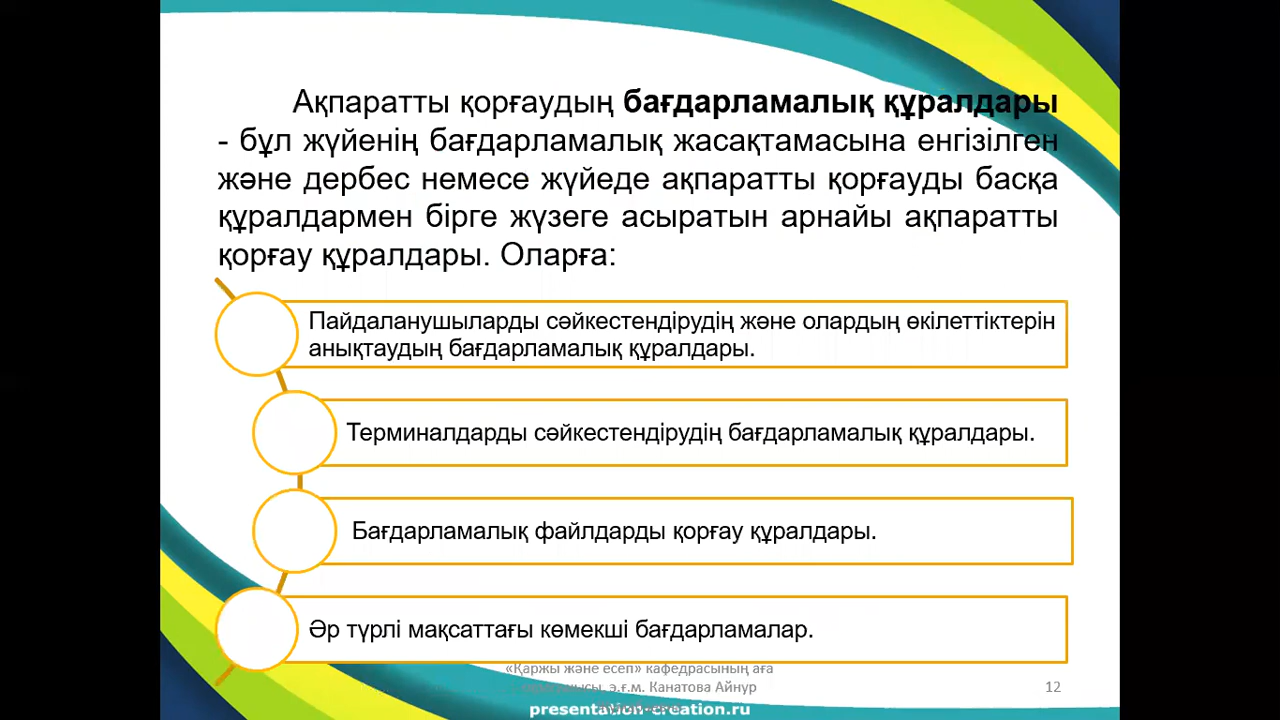 Ақпаратты қорғаудың бағдарламалық құралдары
- бұл жүйенің бағдарламалық жасақтамасына енгізілген
және дербес немесе жүйеде ақпаратты қорғауды басқа
құралдармен бірге жүзеге асыратын арнайы ақпаратты
қорғау құралдары. Оларға:
Пайдаланушыларды сәйкестендірудің және олардың өкілеттіктерін
анықтаудың бағдарламалық құралдары.
Терминалдарды сәйкестендірудің бағдарламалық құралдары.
Бағдарламалық файлдарды қорғау құралдары.
Әр түрлі мақсаттағы көмекші бағдарламалар.
«Қаржы және есеп» кафедрасының аға
э.ғ.м. Канатова Айнур
12
presentation-creation.ru